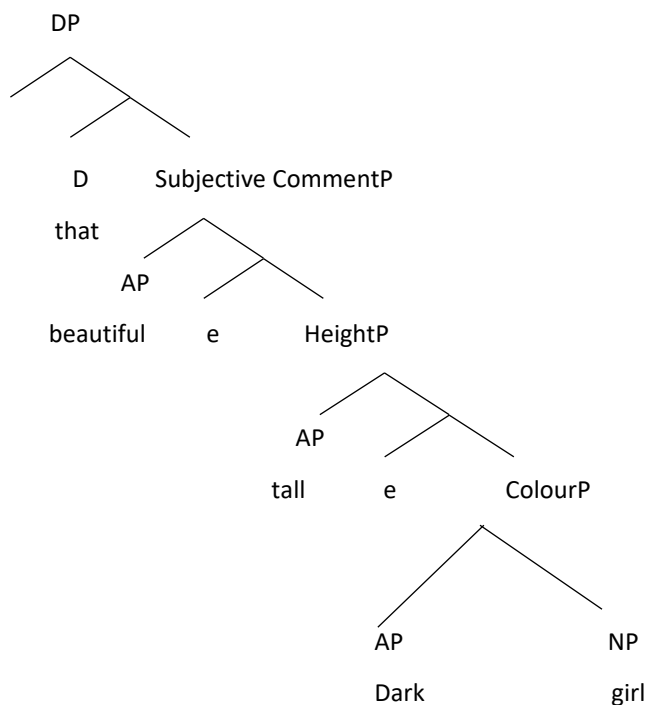 DP
D Subjective CommentP
that
AP
beautiful e HeightP
AP
tall e ColourP
AP NP
Dark girl